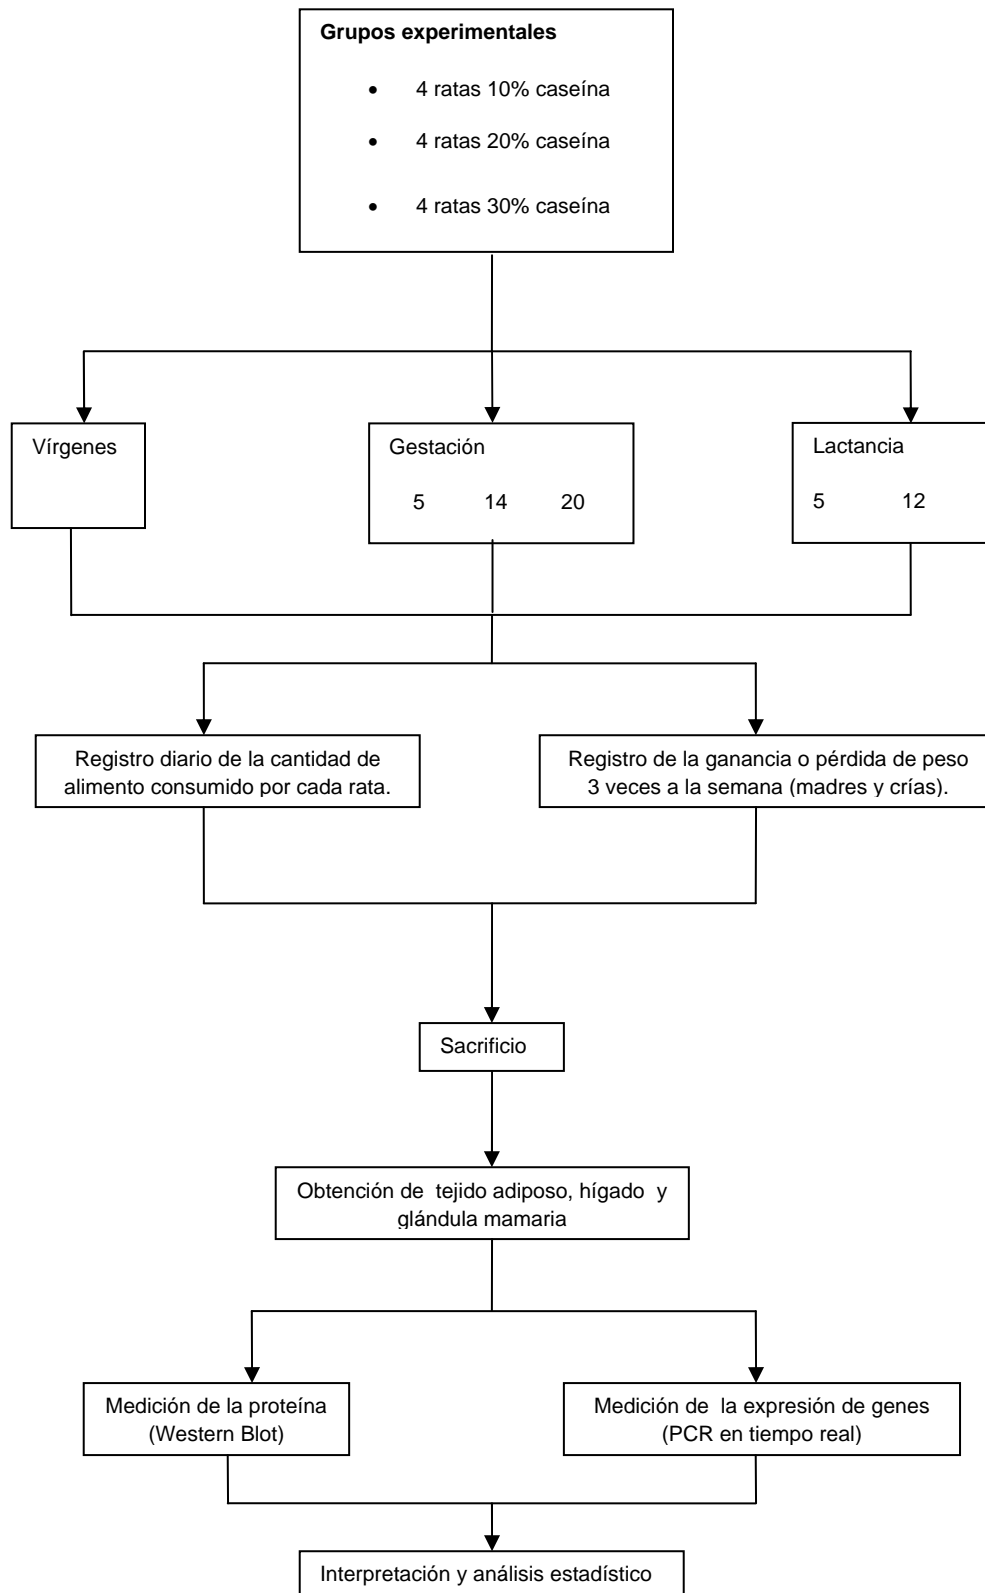 Grupos experimentales
• 4 ratas 10% caseína
• 4 ratas 20% caseína
• 4 ratas 30% caseína
Vírgenes
Gestación
5 14 20
Lactancia
5 12
Registro diario de la cantidad de
alimento consumido por cada rata.
Registro de la ganancia o pérdida de peso
3 veces a la semana (madres y crías).
Sacrificio
Obtención de tejido adiposo, hígado y
glándula mamaria
Medición de la proteína
(Western Blot)
Medición de la expresión de genes
(PCR en tiempo real)
Interpretación y análisis estadístico